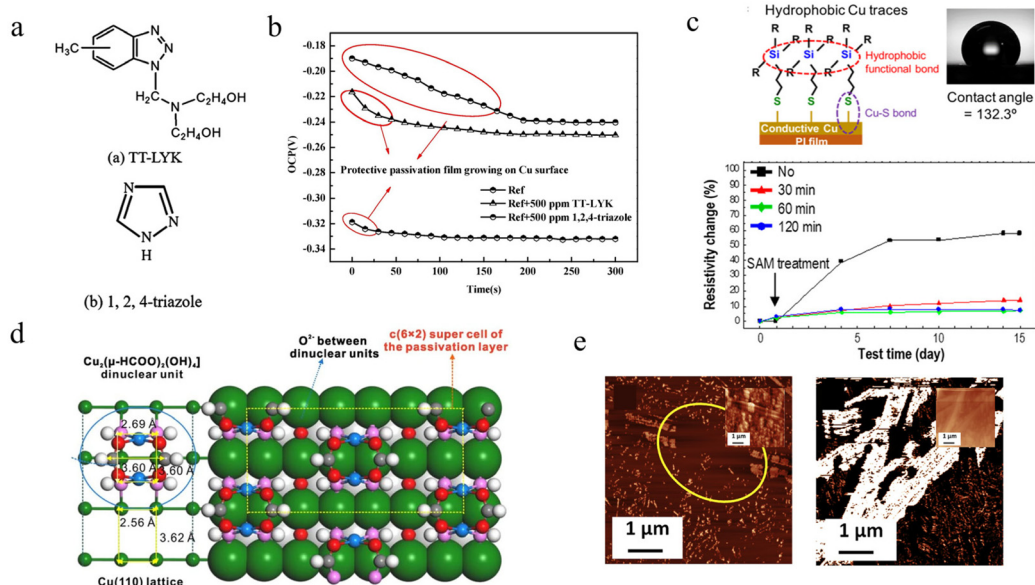 a
H₃C
N
N
N
H₂C
N
C₂H₄OH
C₂H₄OH
(a) TT-LYK
N
N
N
H
(b) 1, 2, 4-triazole
b
-0.18
-0.20
-0.22
-0.24
-0.26
-0.28
-0.30
-0.32
-0.34
OCP(V)
Protective passivation film growing on Cu surface
Ref
Ref+500 ppm TT-LYK
Ref+500 ppm 1,2,4-triazole
0 50 100 150 200 250 300
Time(s)
c
Hydrophobic Cu traces
R R R
Si Si Si
R R R R
Hydrophobic
functional bond
S S S
Cu-S bond
Conductive Cu
PI film
Contact angle
= 132.3º
100
90
80
70
60
50
40
30
20
10
0
Resistivity change (%)
No
30 min
60 min
120 min
SAM treatment
0 5 10 15
Test time (day)
d
Cu₂(μ-HCOO)₂(OH)₄]
dinuclear unit
O²⁻ between
dinuclear units
c(6×2) super cell of
the passivation layer
2.69 Å
3.60 Å
3.60 Å
2.56 Å
3.62 Å
Cu(110) lattice
e
1 μm
1 μm
1 μm
1 μm